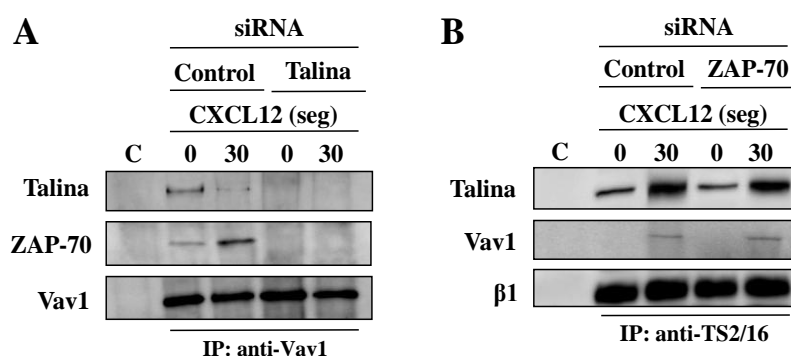 A
siRNA
Control Talina
CXCL12 (seg)
C 0 30 0 30
Talina
ZAP-70
Vav1
IP: anti-Vav1
B
siRNA
Control ZAP-70
CXCL12 (seg)
C 0 30 0 30
Talina
Vav1
β1
IP: anti-TS2/16